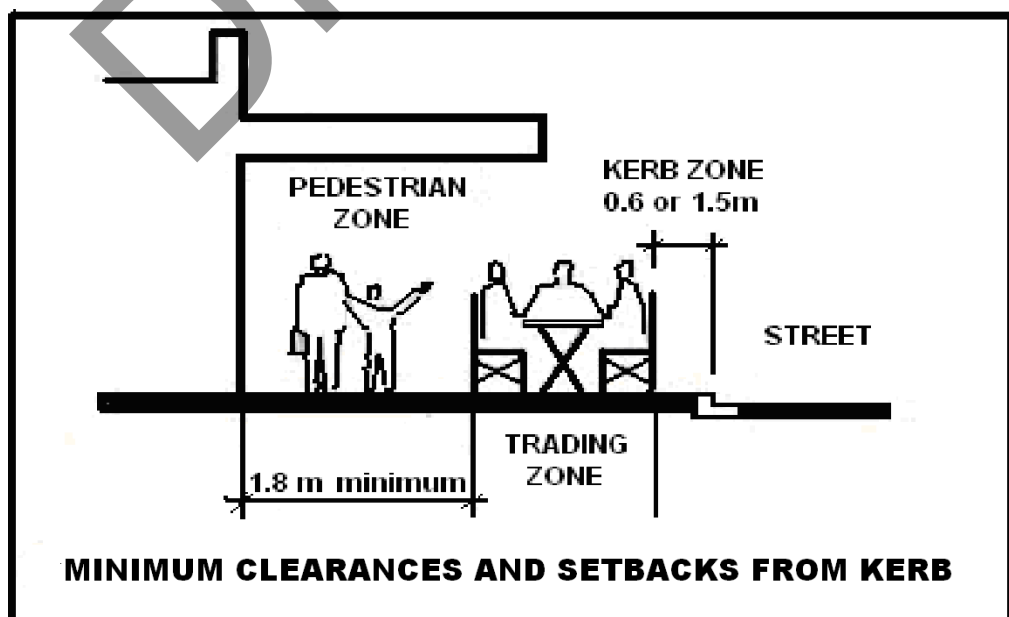 KERB ZONE
0.6 or 1.5m
PEDESTRIAN
ZONE
STREET
TRADING
ZONE
1.8 m minimum
MINIMUM CLEARANCES AND SETBACKS FROM KERB